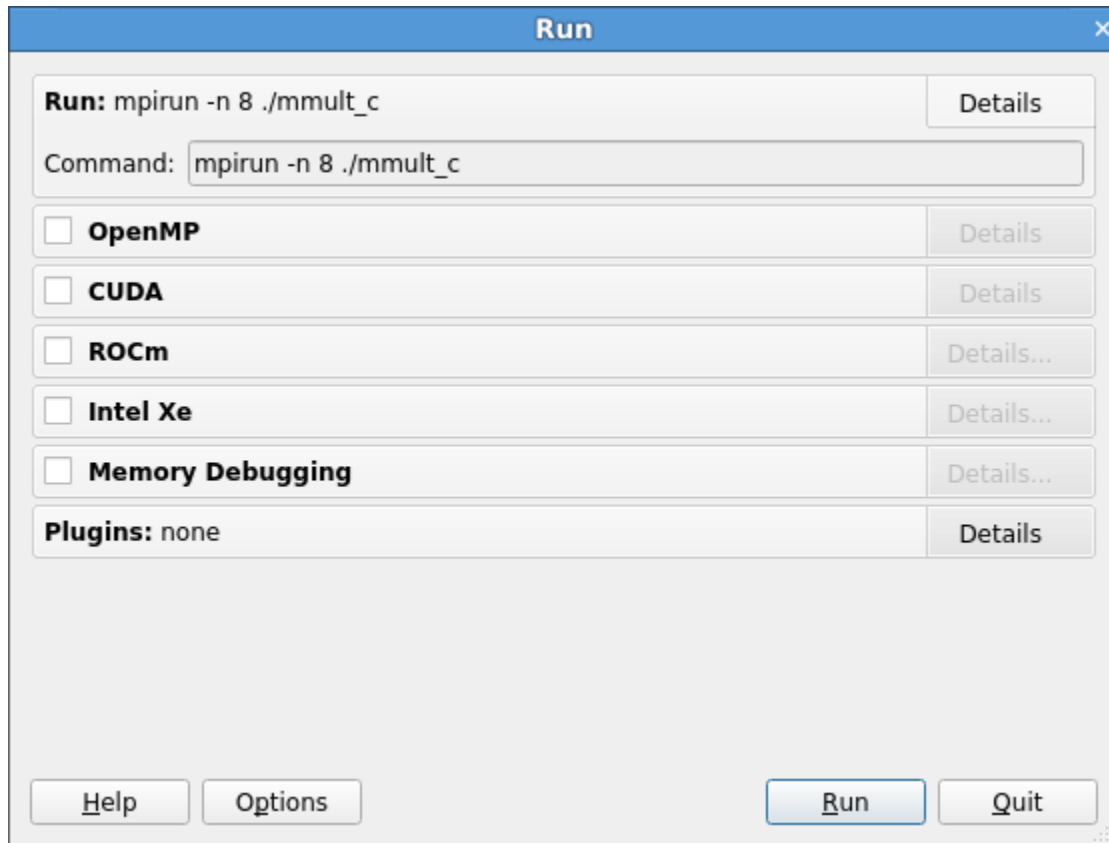 Run
Run: mpirun -n 8 ./mmult_c Details
Command: mpirun -n 8 ./mmult_c
OpenMP Details
CUDA Details
ROCm Details...
Intel Xe Details...
Memory Debugging Details...
Plugins: none Details
Help Options Run Quit